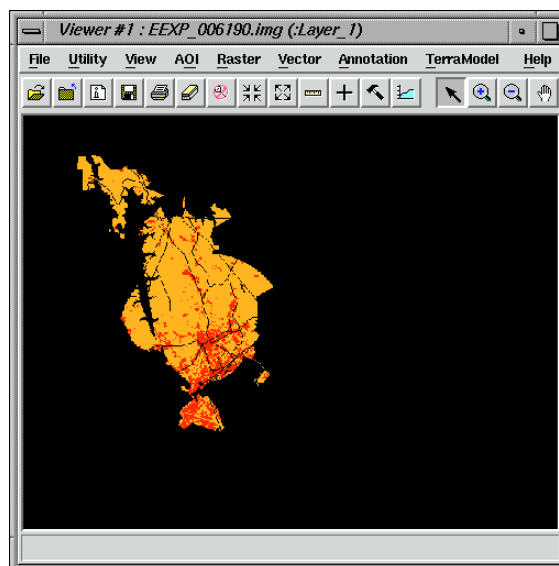 Viewer #1 : EEXP_006190.img (:Layer_1)
File Utility View AOI Raster Vector Annotation TerraModel Help